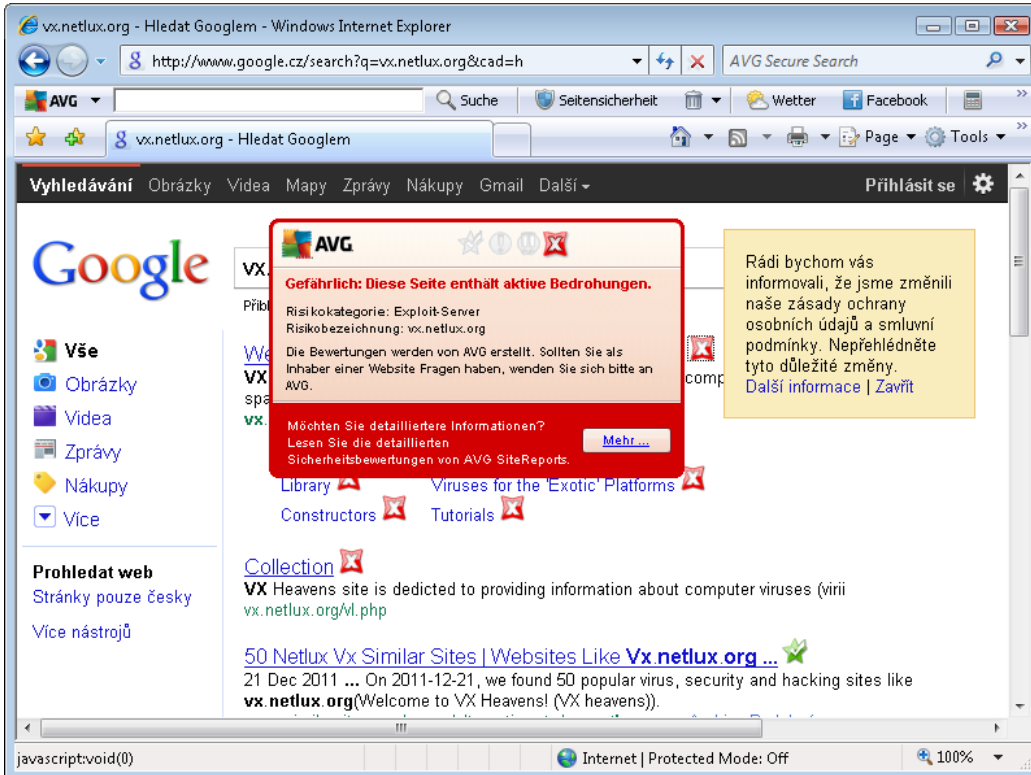 vx.netlux.org - Hledat Googlem - Windows Internet Explorer
http://www.google.cz/search?q=vx.netlux.org&cad=h
AVG Secure Search
AVG
Suche
Seitensicherheit
Wetter
Facebook
vx.netlux.org - Hledat Googlem
Page
Tools
Vyhledávání Obrázky Videa Mapy Zprávy Nákupy Gmail Další
Přihlásit se
Google
vx.
AVG
Gefährlich: Diese Seite enthält aktive Bedrohungen.
Risikokategorie: Exploit-Server
Risikobezeichnung: vx.netlux.org
Die Bewertungen werden von AVG erstellt. Sollten Sie als
Inhaber einer Website Fragen haben, wenden Sie sich bitte an
AVG.
Möchten Sie detailliertere Informationen?
Lesen Sie die detaillierten
Sicherheitsbewertungen von AVG SiteReports.
Mehr ...
Rádi bychom vás
informovali, že jsme změnili
naše zásady ochrany
osobních údajů a smluvní
podmínky. Nepřehlédněte
tyto důležité změny.
Další informace | Zavřít
Vše
Obrázky
Videa
Zprávy
Nákupy
Více
Prohledat web
Stránky pouze česky
Více nástrojů
VX
comp
spa
vx.
Library
Viruses for the 'Exotic' Platforms
Constructors
Tutorials
Collection
VX Heavens site is dedicted to providing information about computer viruses (virii
vx.netlux.org/vl.php
50 Netlux Vx Similar Sites | Websites Like Vx.netlux.org ...
21 Dec 2011 ... On 2011-12-21, we found 50 popular virus, security and hacking sites like
vx.netlux.org(Welcome to VX Heavens! (VX heavens)).
javascript:void(0)
Internet | Protected Mode: Off
100%